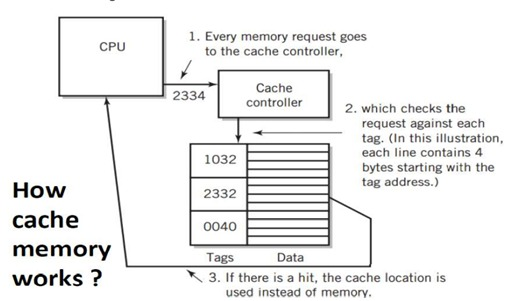 CPU
1. Every memory request goes
to the cache controller,
2334
Cache
controller
2. which checks the
request against each
tag. (In this illustration,
each line contains 4
bytes starting with the
tag address.)
1032
2332
0040
Tags Data
How
cache
memory
works ?
3. If there is a hit, the cache location is
used instead of memory.